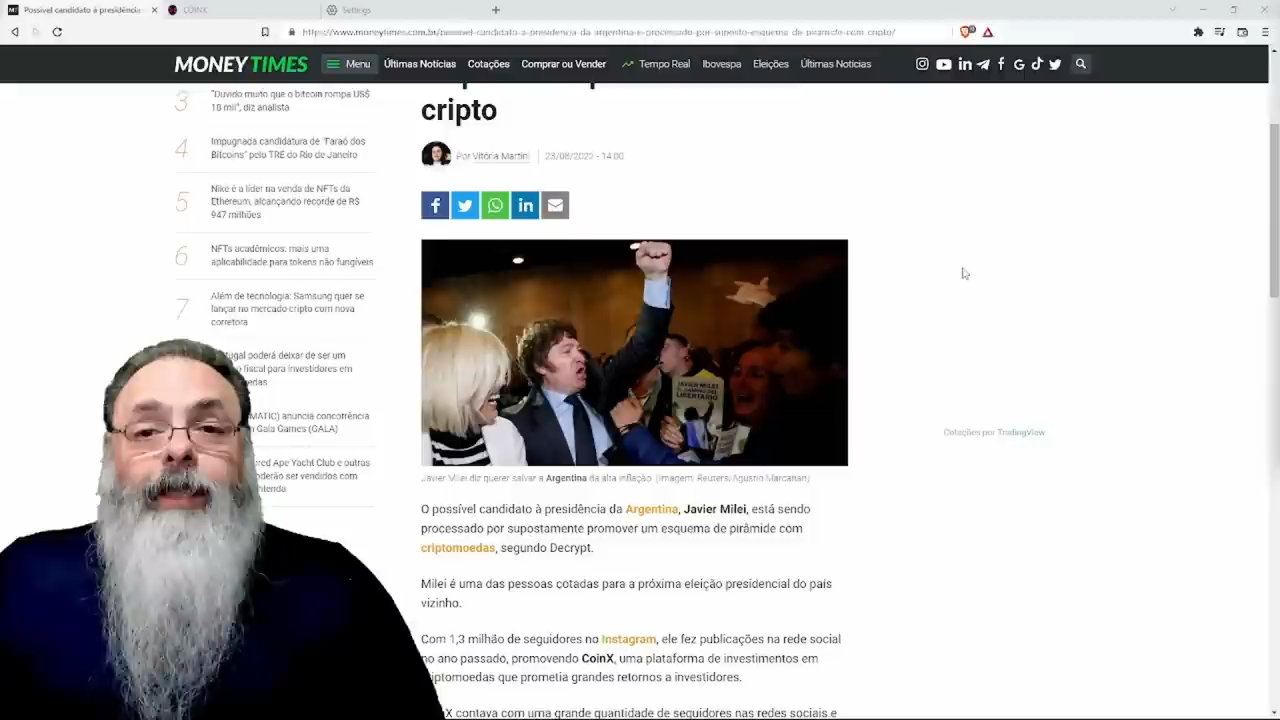 Possível candidato à presidência
COINX
Settings
https://www.moneytimes.com.br/possivel-candidato-a-presidencia-da-argentina-e-processado-por-suposto-esquema-de-piramide-com-cripto/
MONEY TIMES
Menu
Últimas Notícias
Cotações
Comprar ou Vender
Tempo Real
Ibovespa
Eleições
Últimas Notícias
3
"Duvido muito que o bitcoin rompa US$
18 mil", diz analista
4
Impugnada candidatura de "Faraó dos
Bitcoins" pelo TRE do Rio de Janeiro
5
Nike é a líder na venda de NFTs da
Ethereum, alcançando recorde de R$
947 milhões
6
NFTs acadêmicos: mais uma
aplicabilidade para tokens não fungíveis
7
Além de tecnologia: Samsung quer se
lançar no mercado cripto com nova
corretora
poderá deixar de ser um
fiscal para investidores em
(MATIC) anuncia concorrência
Gala Games (GALA)
Ape Yacht Club e outras
ser vendidos com
cripto
Por Vitória Martini
23/08/2022 - 14:00
JAVIER MILEI
LIBERTARIO
Javier Milei diz querer salvar a Argentina da alta inflação (Imagem: Reuters/Agustin Marcarian)
O possível candidato à presidência da Argentina, Javier Milei, está sendo
processado por supostamente promover um esquema de pirâmide com
criptomoedas, segundo Decrypt.
Milei é uma das pessoas cotadas para a próxima eleição presidencial do país
vizinho.
Com 1,3 milhão de seguidores no Instagram, ele fez publicações na rede social
no ano passado, promovendo CoinX, uma plataforma de investimentos em
criptomoedas que prometia grandes retornos a investidores.
X contava com uma grande quantidade de seguidores nas redes sociais e
Cotações por TradingView